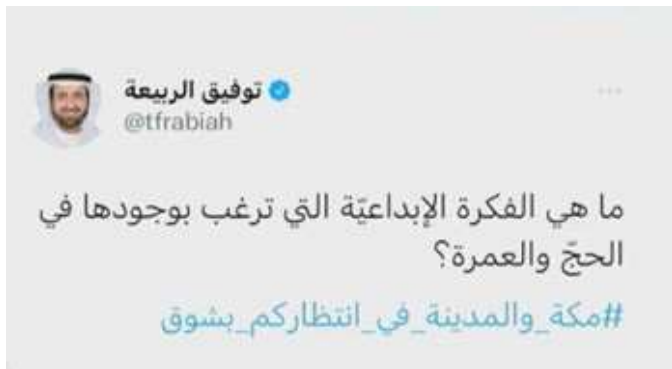 توفيق الربيعة
@tfrabiah
ما هي الفكرة الإبداعيّة التي ترغب بوجودها في
الحجّ والعمرة؟
#مكة_والمدينة_في_انتظاركم_بشوق